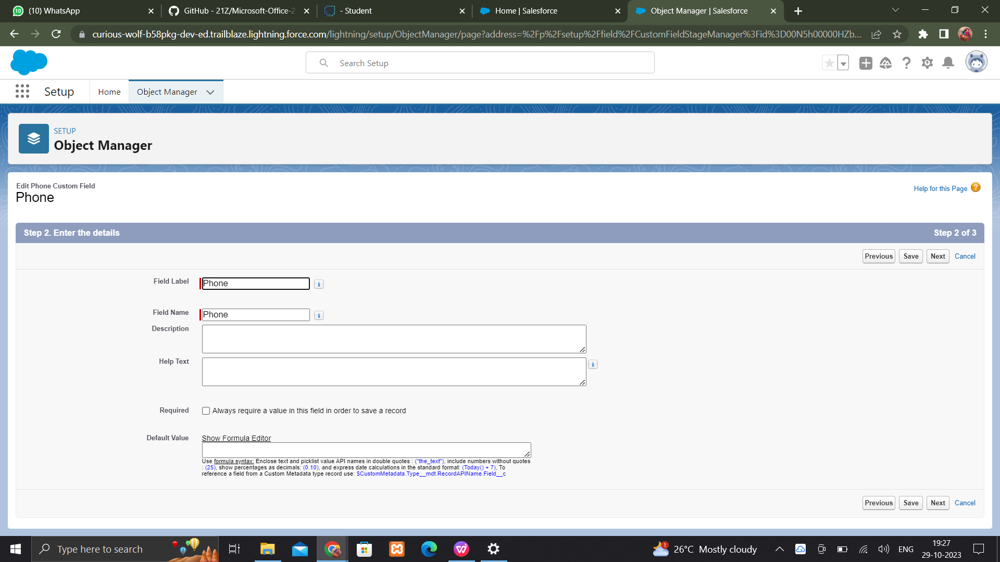 (10) WhatsApp
GitHub - 21Z/Microsoft-Office-2
- Student
Home | Salesforce
Object Manager | Salesforce
curious-wolf-b58pkg-dev-ed.trailblaze.lightning.force.com/lightning/setup/ObjectManager/page?address=%2Fp%2Fsetup%2Ffield%2FCustomFieldStageManager%3Fid%3D00N5h00000HZb...
Search Setup
Setup
Home
Object Manager
SETUP
Object Manager
Edit Phone Custom Field
Phone
Help for this Page
Step 2. Enter the details
Step 2 of 3
Previous Save Next Cancel
Field Label Phone
Field Name Phone
Description
Help Text
Required Always require a value in this field in order to save a record
Default Value Show Formula Editor
Use formula syntax: Enclose text and picklist value API names in double quotes : ("the_text"), include numbers without quotes
: (25), show percentages as decimals: (0.10), and express date calculations in the standard format: (Today() + 7), To
reference a field from a Custom Metadata type record use: $CustomMetadata.Type__mdt.RecordAPIName.Field__c
Previous Save Next Cancel
Type here to search
1
26°C Mostly cloudy
ENG
19:27
29-10-2023